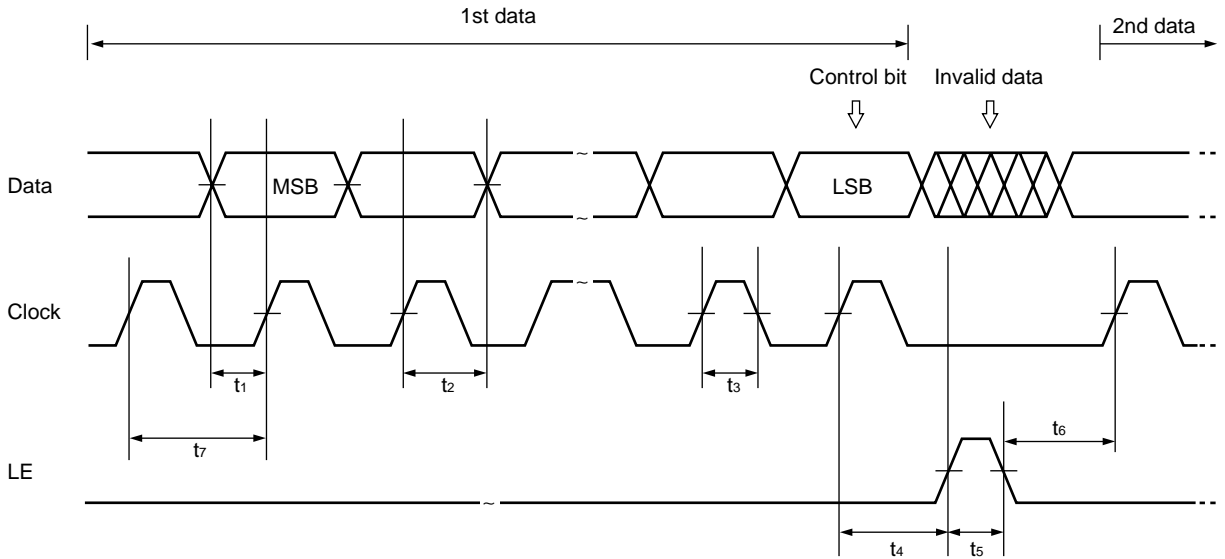 1st data
2nd data
Control bit
Invalid data
Data
MSB
LSB
~
~
Clock
~
t1
t2
t3
t7
t6
LE
~
t4
t5